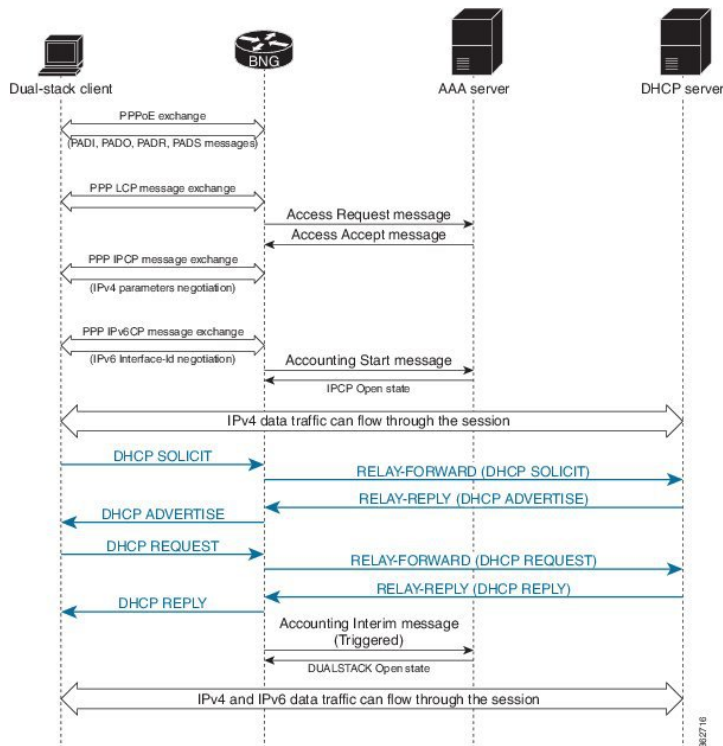 BNG
Dual-stack client
AAA server
DHCP server
PPPoE exchange
(PADI, PADO, PADR, PADS messages)
PPP LCP message exchange
Access Request message
Access Accept message
PPP IPCP message exchange
(IPv4 parameters negotiation)
PPP IPv6CP message exchange
(IPv6 Interface-Id negotiation)
Accounting Start message
IPCP Open state
IPv4 data traffic can flow through the session
DHCP SOLICIT
RELAY-FORWARD (DHCP SOLICIT)
RELAY-REPLY (DHCP ADVERTISE)
DHCP ADVERTISE
DHCP REQUEST
RELAY-FORWARD (DHCP REQUEST)
RELAY-REPLY (DHCP REPLY)
DHCP REPLY
Accounting Interim message
(Triggered)
DUALSTACK Open state
IPv4 and IPv6 data traffic can flow through the session
362716